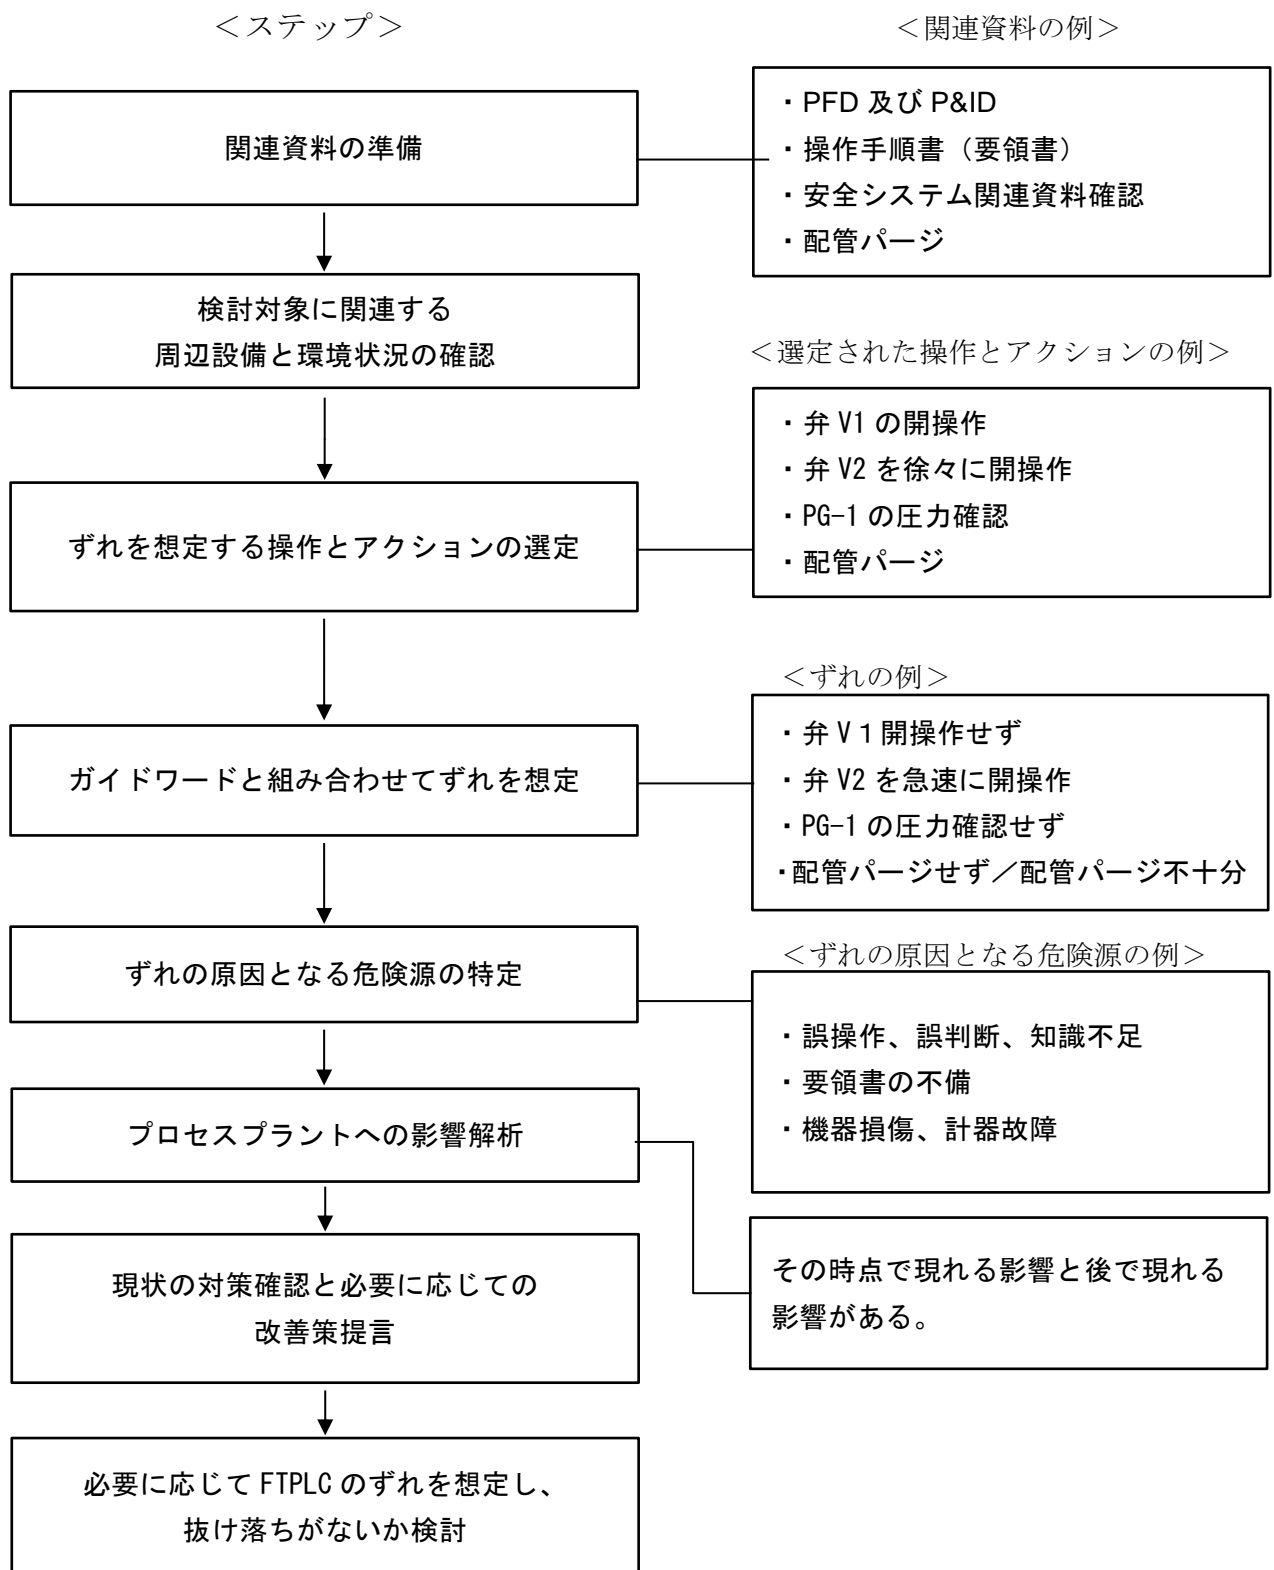 ＜ステップ＞
＜関連資料の例＞
関連資料の準備
・PFD 及び P&ID
・操作手順書（要領書）
・安全システム関連資料確認
・配管パージ
検討対象に関連する
周辺設備と環境状況の確認
＜選定された操作とアクションの例＞
ずれを想定する操作とアクションの選定
・弁 V1 の開操作
・弁 V2 を徐々に開操作
・PG-1 の圧力確認
・配管パージ
＜ずれの例＞
ガイドワードと組み合わせてずれを想定
・弁 V１開操作せず
・弁 V2 を急速に開操作
・PG-1 の圧力確認せず
・配管パージせず／配管パージ不十分
＜ずれの原因となる危険源の例＞
ずれの原因となる危険源の特定
・誤操作、誤判断、知識不足
・要領書の不備
・機器損傷、計器故障
プロセスプラントへの影響解析
その時点で現れる影響と後で現れる
影響がある。
現状の対策確認と必要に応じての
改善策提言
必要に応じて FTPLC のずれを想定し、
抜け落ちがないか検討